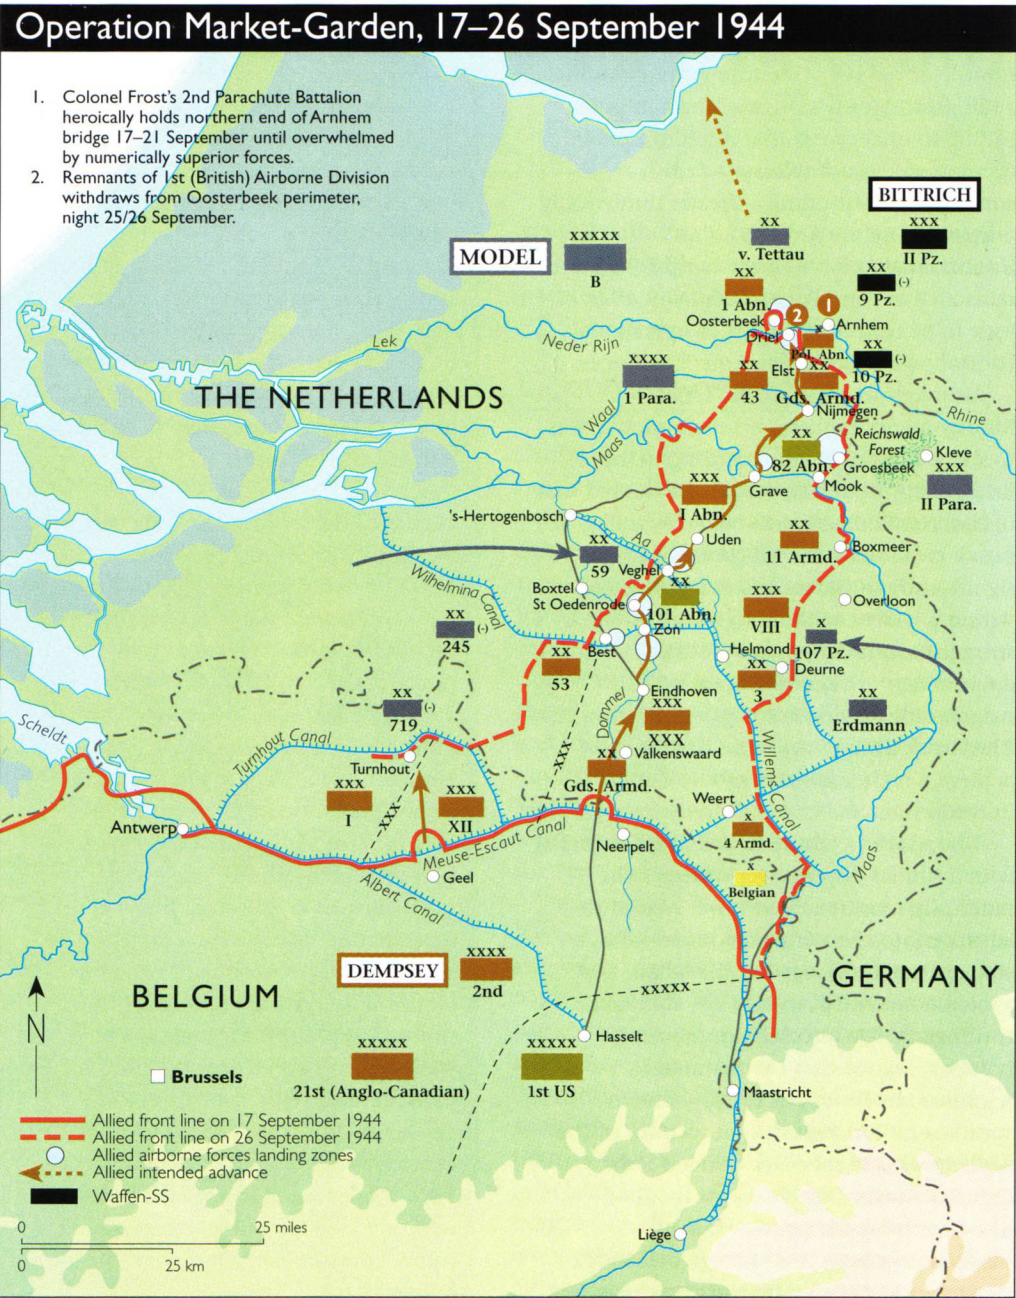 Operation Market-Garden, 17–26 September 1944
1. Colonel Frost's 2nd Parachute Battalion
heroically holds northern end of Arnhem
bridge 17–21 September until overwhelmed
by numerically superior forces.
2. Remnants of 1st (British) Airborne Division
withdraws from Oosterbeek perimeter,
night 25/26 September.
BITTRICH
XXX
II Pz.
XX
v. Tettau
MODEL
XXXXX
B
XX
(-)
9 Pz.
XX
1 Abn.
2
1
Oosterbeek
Arnhem
Driel
X
Pol. Abn.
XX
(-)
10 Pz.
Lek
Neder Rijn
Elst
XXXX
1 Para.
XX
43
XX
Gds. Armd.
Nijmegen
THE NETHERLANDS
Waal
Rhine
Maas
XX
82 Abn.
Reichswald
Forest
Kleve
Groesbeek
XXX
II Para.
Grave
Mook
XXX
I Abn.
's-Hertogenbosch
Aa
Uden
XX
11 Armd.
Boxmeer
XX
59
Veghel
Wilhelmina Canal
Boxtel
St Oedenrode
XX
101 Abn.
XXX
VIII
Overloon
XX
(-)
245
Zon
Best
X
107 Pz.
Helmond
Deurne
XX
53
XX
3
XX
(-)
719
Eindhoven
Dommel
XX
Erdmann
XXX
XXX
Scheldt
Turnhout Canal
XXX
Valkenswaard
Willems Canal
Turnhout
XX
Gds. Armd.
I
XXX
XXX
XII
Weert
X
4 Armd.
Antwerp
Meuse-Escaut Canal
Neerpelt
Maas
Geel
X
Belgian
Albert Canal
DEMPSEY
XXXX
2nd
BELGIUM
GERMANY
XXXXX
N
Hasselt
XXXXX
21st (Anglo-Canadian)
XXXXX
1st US
Brussels
Maastricht
Allied front line on 17 September 1944
Allied front line on 26 September 1944
Allied airborne forces landing zones
Allied intended advance
Waffen-SS
0
25 miles
0
25 km
Liège